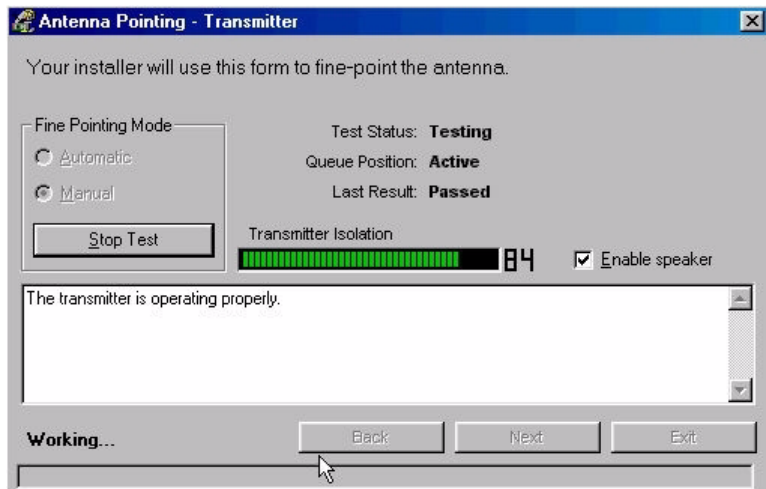 Antenna Pointing - Transmitter
Your installer will use this form to fine-point the antenna.
Fine Pointing Mode
Automatic
Manual
Stop Test
Test Status: Testing
Queue Position: Active
Last Result: Passed
Transmitter Isolation
84
Enable speaker
The transmitter is operating properly.
Working...
Back
Next
Exit